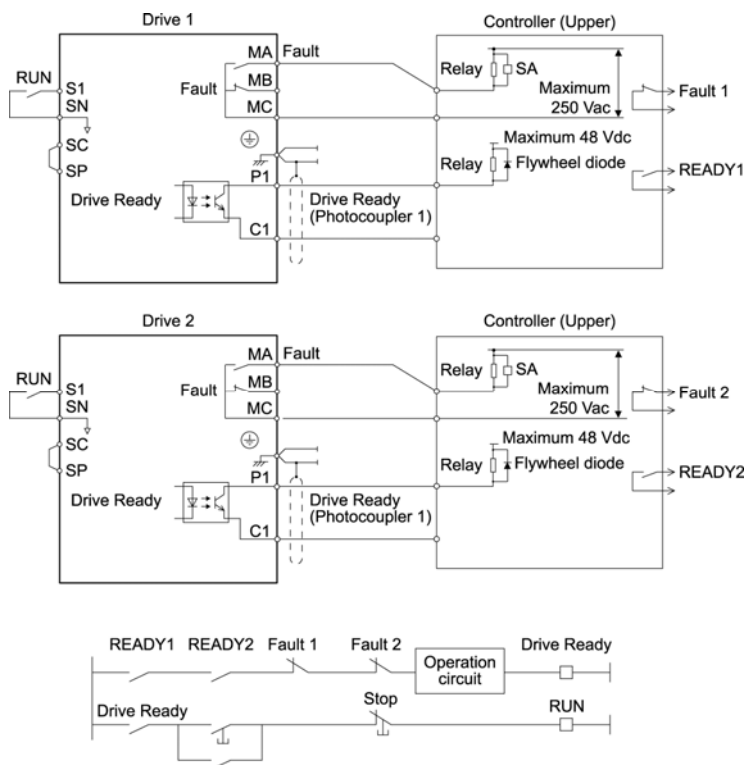 Drive 1
Controller (Upper)
RUN
S1
SN
SC
SP
Fault
MA
Fault
MB
MC
Relay
SA
Maximum
250 Vac
Fault 1
Drive Ready
P1
C1
Drive Ready
(Photocoupler 1)
Maximum 48 Vdc
Relay
Flywheel diode
READY1
Drive 2
Controller (Upper)
RUN
S1
SN
SC
SP
Fault
MA
Fault
MB
MC
Relay
SA
Maximum
250 Vac
Fault 2
Drive Ready
P1
C1
Drive Ready
(Photocoupler 1)
Maximum 48 Vdc
Relay
Flywheel diode
READY2
READY1
READY2
Fault 1
Fault 2
Operation
circuit
Drive Ready
Drive Ready
Stop
RUN